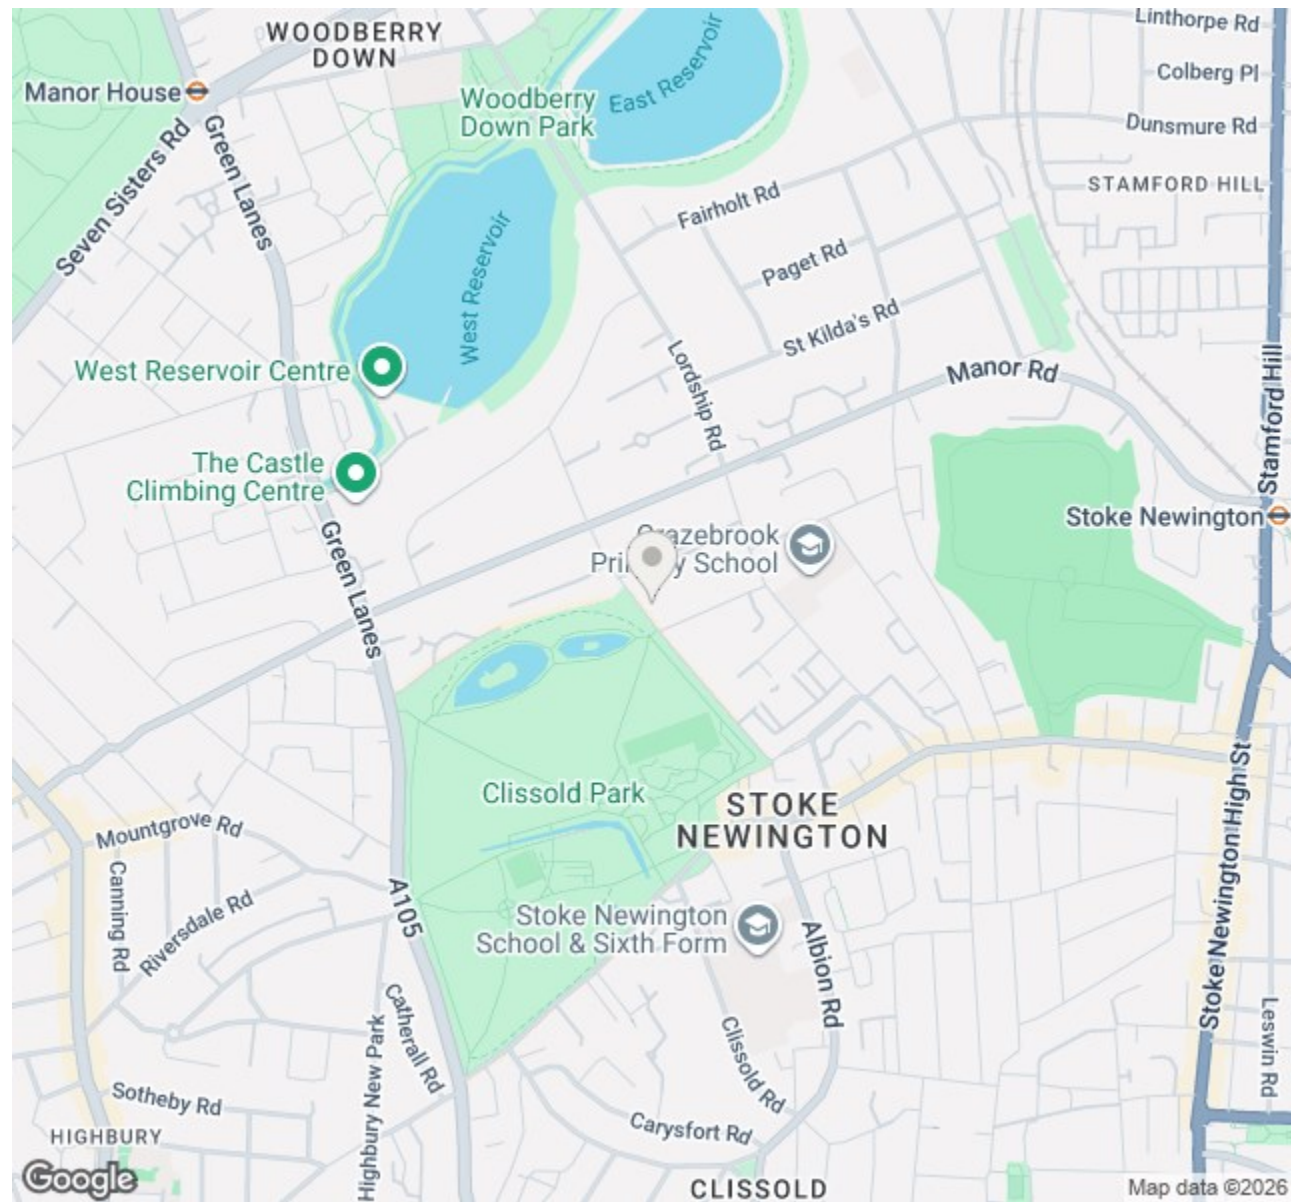 WOODBERRY
DOWN
Linthorpe Rd
Manor House
Woodberry
Down Park
East Reservoir
Colberg Pl
Dunsmure Rd
Seven Sisters Rd
Green Lanes
STAMFORD HILL
Fairholt Rd
West Reservoir
Paget Rd
St Kilda's Rd
West Reservoir Centre
Lordship Rd
Manor Rd
Stamford Hill
The Castle
Climbing Centre
Green Lanes
Primary School
Stoke Newington
Clissold Park
STOKE
NEWINGTON
Mountgrove Rd
Canning Rd
Riversdale Rd
A105
Stoke Newington
School & Sixth Form
Albion Rd
Stoke Newington High St
Catherall Rd
Highbury New Park
Clissold Rd
Leswin Rd
Sotheby Rd
Carysfort Rd
HIGHBURY
Google
CLISSOLD
Map data ©2026